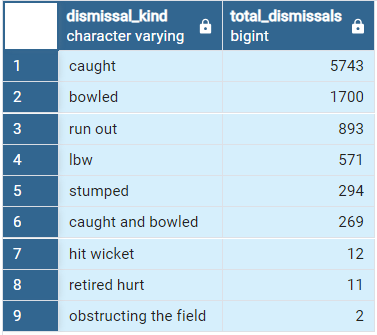 dismissal_kind total_dismissals
character varying bigint
1 caught 5743
2 bowled 1700
3 run out 893
4 lbw 571
5 stumped 294
6 caught and bowled 269
7 hit wicket 12
8 retired hurt 11
9 obstructing the field 2